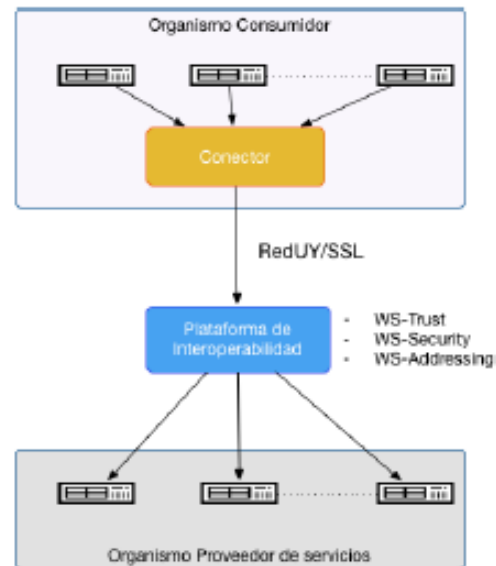 Organismo Consumidor
Conector
RedUY/SSL
Plataforma de
Interoperabilidad
- WS-Trust
- WS-Security
- WS-Addressing
Organismo Proveedor de servicios